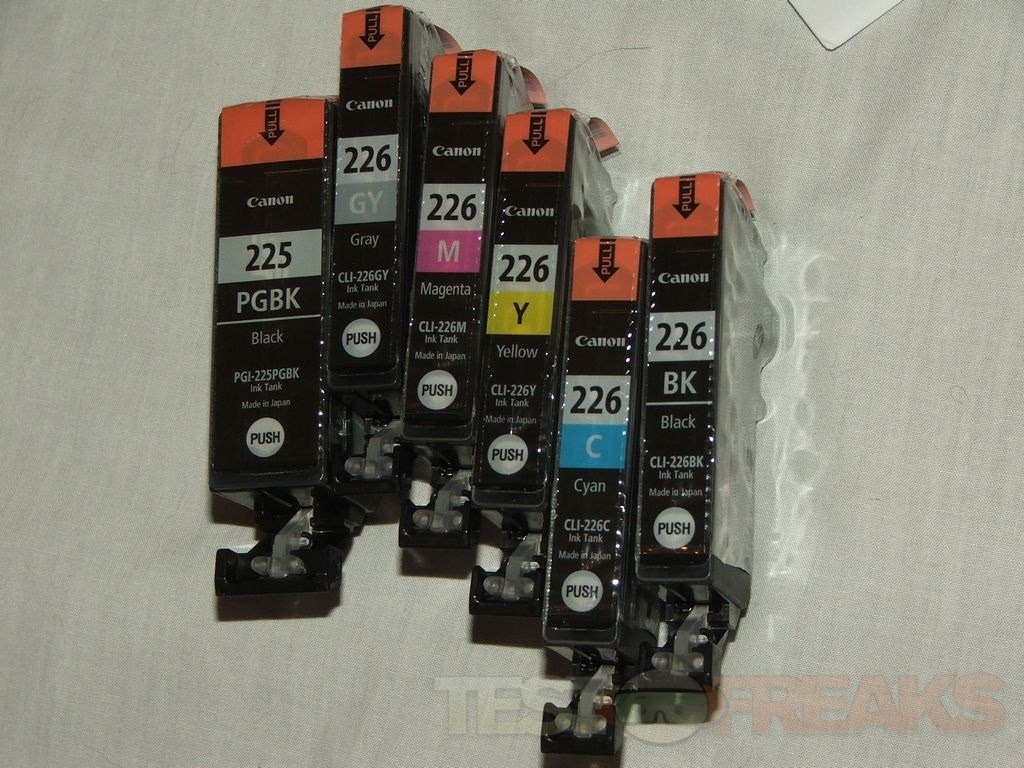 PULL
Canon
225
PGBK
Black
PGI-225PGBK
Ink Tank
Made in Japan
PUSH
PULL
Canon
226
GY
Gray
CLI-226GY
Ink Tank
Made in Japan
PUSH
PULL
Canon
226
M
Magenta
CLI-226M
Ink Tank
Made in Japan
PUSH
PULL
Canon
226
Y
Yellow
CLI-226Y
Ink Tank
Made in Japan
PUSH
PULL
Canon
226
C
Cyan
CLI-226C
Ink Tank
Made in Japan
PUSH
PULL
Canon
226
BK
Black
CLI-226BK
Ink Tank
Made in Japan
PUSH
TEST FREAKS